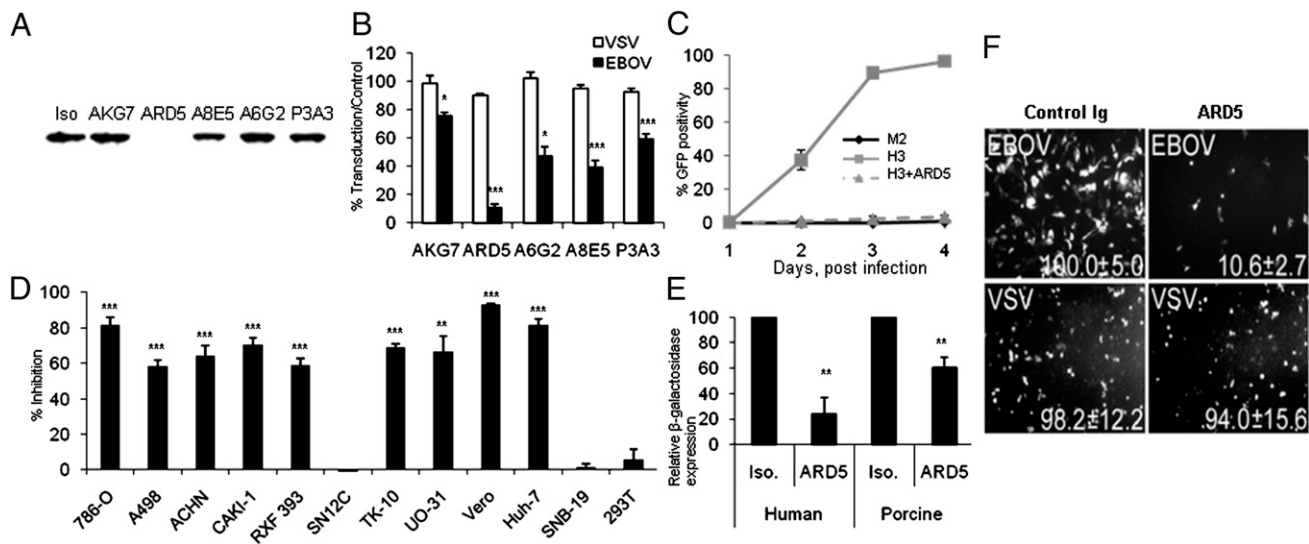 A
Iso AKG7 ARD5 A8E5 A6G2 P3A3
B
VSV
EBOV
% Transduction/Control
120
100
80
60
40
20
0
*
***
*
***
***
AKG7 ARD5 A6G2 A8E5 P3A3
C
% GFP positivity
100
80
60
40
20
0
M2
H3
H3+ARD5
1 2 3 4
Days, post infection
D
% Inhibition
100
80
60
40
20
0
*** *** *** *** *** *** ** *** ***
786-O A498 ACHN CAKI-1 RXF 393 SN12C TK-10 UO-31 Vero Huh-7 SNB-19 293T
E
Relative β-galactosidase
expression
100
80
60
40
20
0
** **
Iso. ARD5 Iso. ARD5
Human Porcine
F
Control Ig ARD5
EBOV EBOV
100.0±5.0 10.6±2.7
VSV VSV
98.2±12.2 94.0±15.6